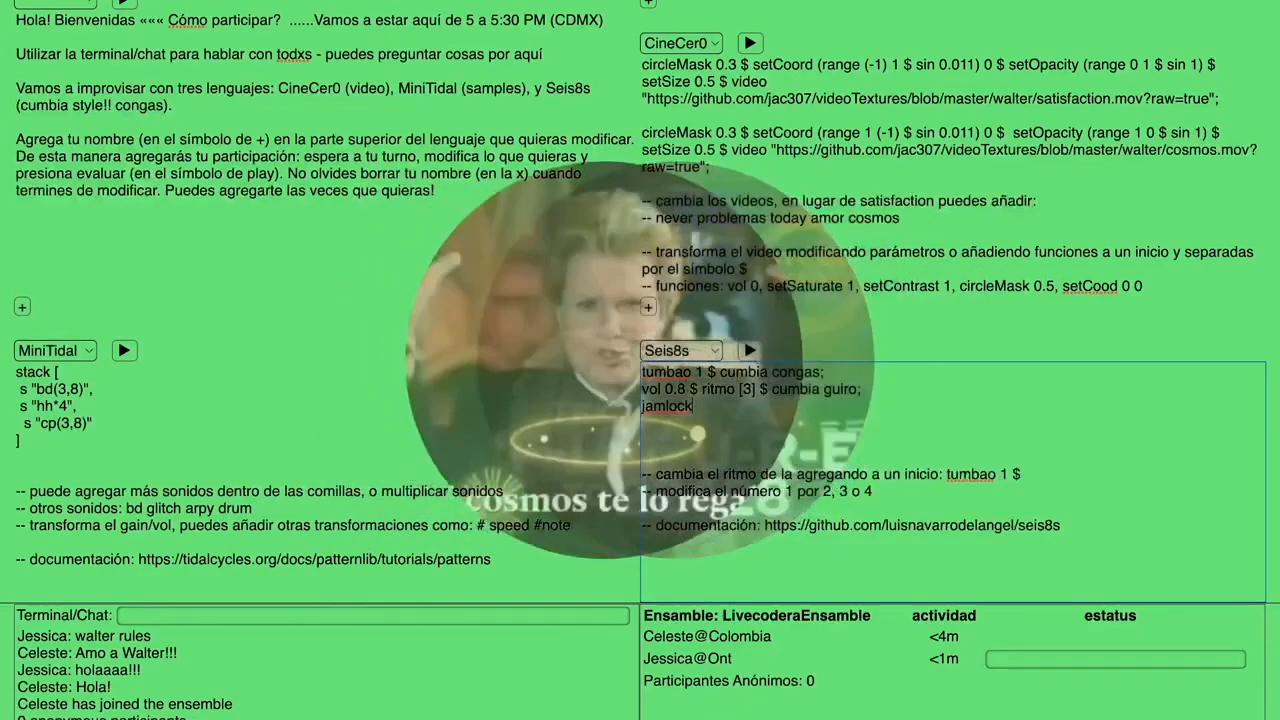 Hola! Bienvenidas ««« Cómo participar?  ......Vamos a estar aquí de 5 a 5:30 PM (CDMX)
Utilizar la terminal/chat para hablar con todxs - puedes preguntar cosas por aquí
Vamos a improvisar con tres lenguajes: CineCer0 (video), MiniTidal (samples), y Seis8s
(cumbia style!! congas).
Agrega tu nombre (en el símbolo de +) en la parte superior del lenguaje que quieras modificar.
De esta manera agregarás tu participación: espera a tu turno, modifica lo que quieras y
presiona evaluar (en el símbolo de play). No olvides borrar tu nombre (en la x) cuando
termines de modificar. Puedes agregarte las veces que quieras!
+
CineCer0
circleMask 0.3 $ setCoord (range (-1) 1 $ sin 0.011) 0 $ setOpacity (range 0 1 $ sin 1) $
setSize 0.5 $ video
"https://github.com/jac307/videoTextures/blob/master/walter/satisfaction.mov?raw=true";
circleMask 0.3 $ setCoord (range 1 (-1) $ sin 0.011) 0 $  setOpacity (range 1 0 $ sin 1) $
setSize 0.5 $ video "https://github.com/jac307/videoTextures/blob/master/walter/cosmos.mov?
raw=true";
-- cambia los videos, en lugar de satisfaction puedes añadir:
-- never problemas today amor cosmos
-- transforma el video modificando parámetros o añadiendo funciones a un inicio y separadas
por el símbolo $
-- funciones: vol 0, setSaturate 1, setContrast 1, circleMask 0.5, setCood 0 0
+
MiniTidal
stack [
s "bd(3,8)",
s "hh*4",
s "cp(3,8)"
]
-- puede agregar más sonidos dentro de las comillas, o multiplicar sonidos
-- otros sonidos: bd glitch arpy drum
-- transforma el gain/vol, puedes añadir otras transformaciones como: # speed #note
-- documentación: https://tidalcycles.org/docs/patternlib/tutorials/patterns
+
Seis8s
tumbao 1 $ cumbia congas;
vol 0.8 $ ritmo [3] $ cumbia guiro;
jamlock
-- cambia el ritmo de la agregando a un inicio: tumbao 1 $
-- modifica el número 1 por 2, 3 o 4
-- documentación: https://github.com/luisnavarrodelangel/seis8s
cosmos te lo rega
Terminal/Chat:
Jessica: walter rules
Celeste: Amo a Walter!!!
Jessica: holaaaa!!!
Celeste: Hola!
Celeste has joined the ensemble
0 anonymous participants
Ensamble: LivecoderaEnsamble actividad estatus
Celeste@Colombia <4m
Jessica@Ont <1m
Participantes Anónimos: 0